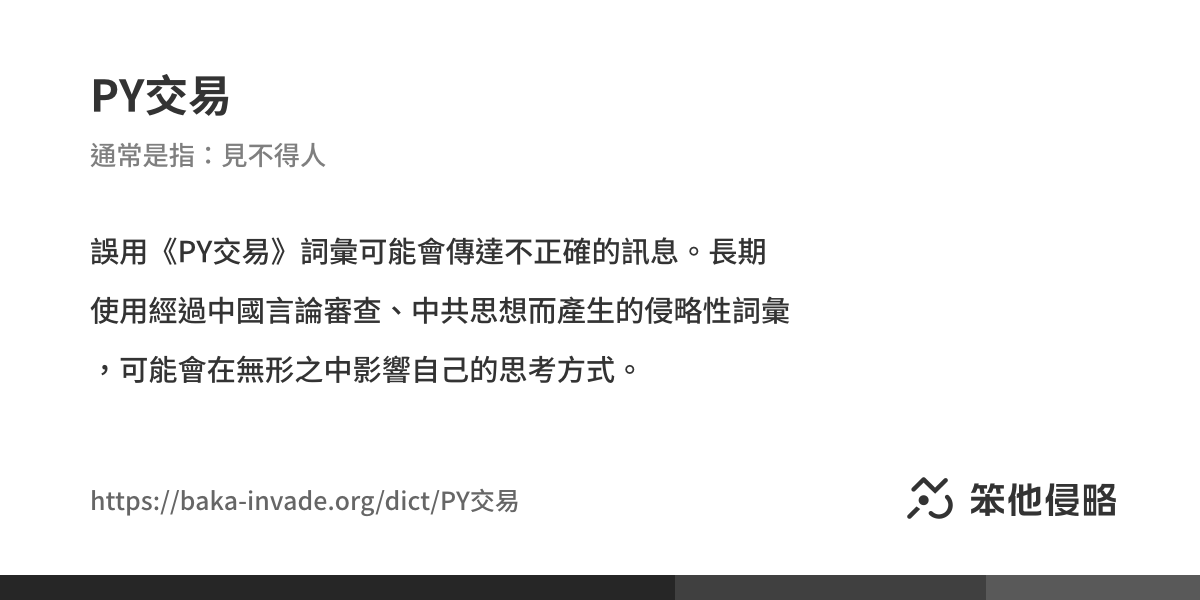 PY交易
通常是指：見不得人
誤用《PY交易》詞彙可能會傳達不正確的訊息。長期
使用經過中國言論審查、中共思想而產生的侵略性詞彙
，可能會在無形之中影響自己的思考方式。
https://baka-invade.org/dict/PY交易
笨他侵略